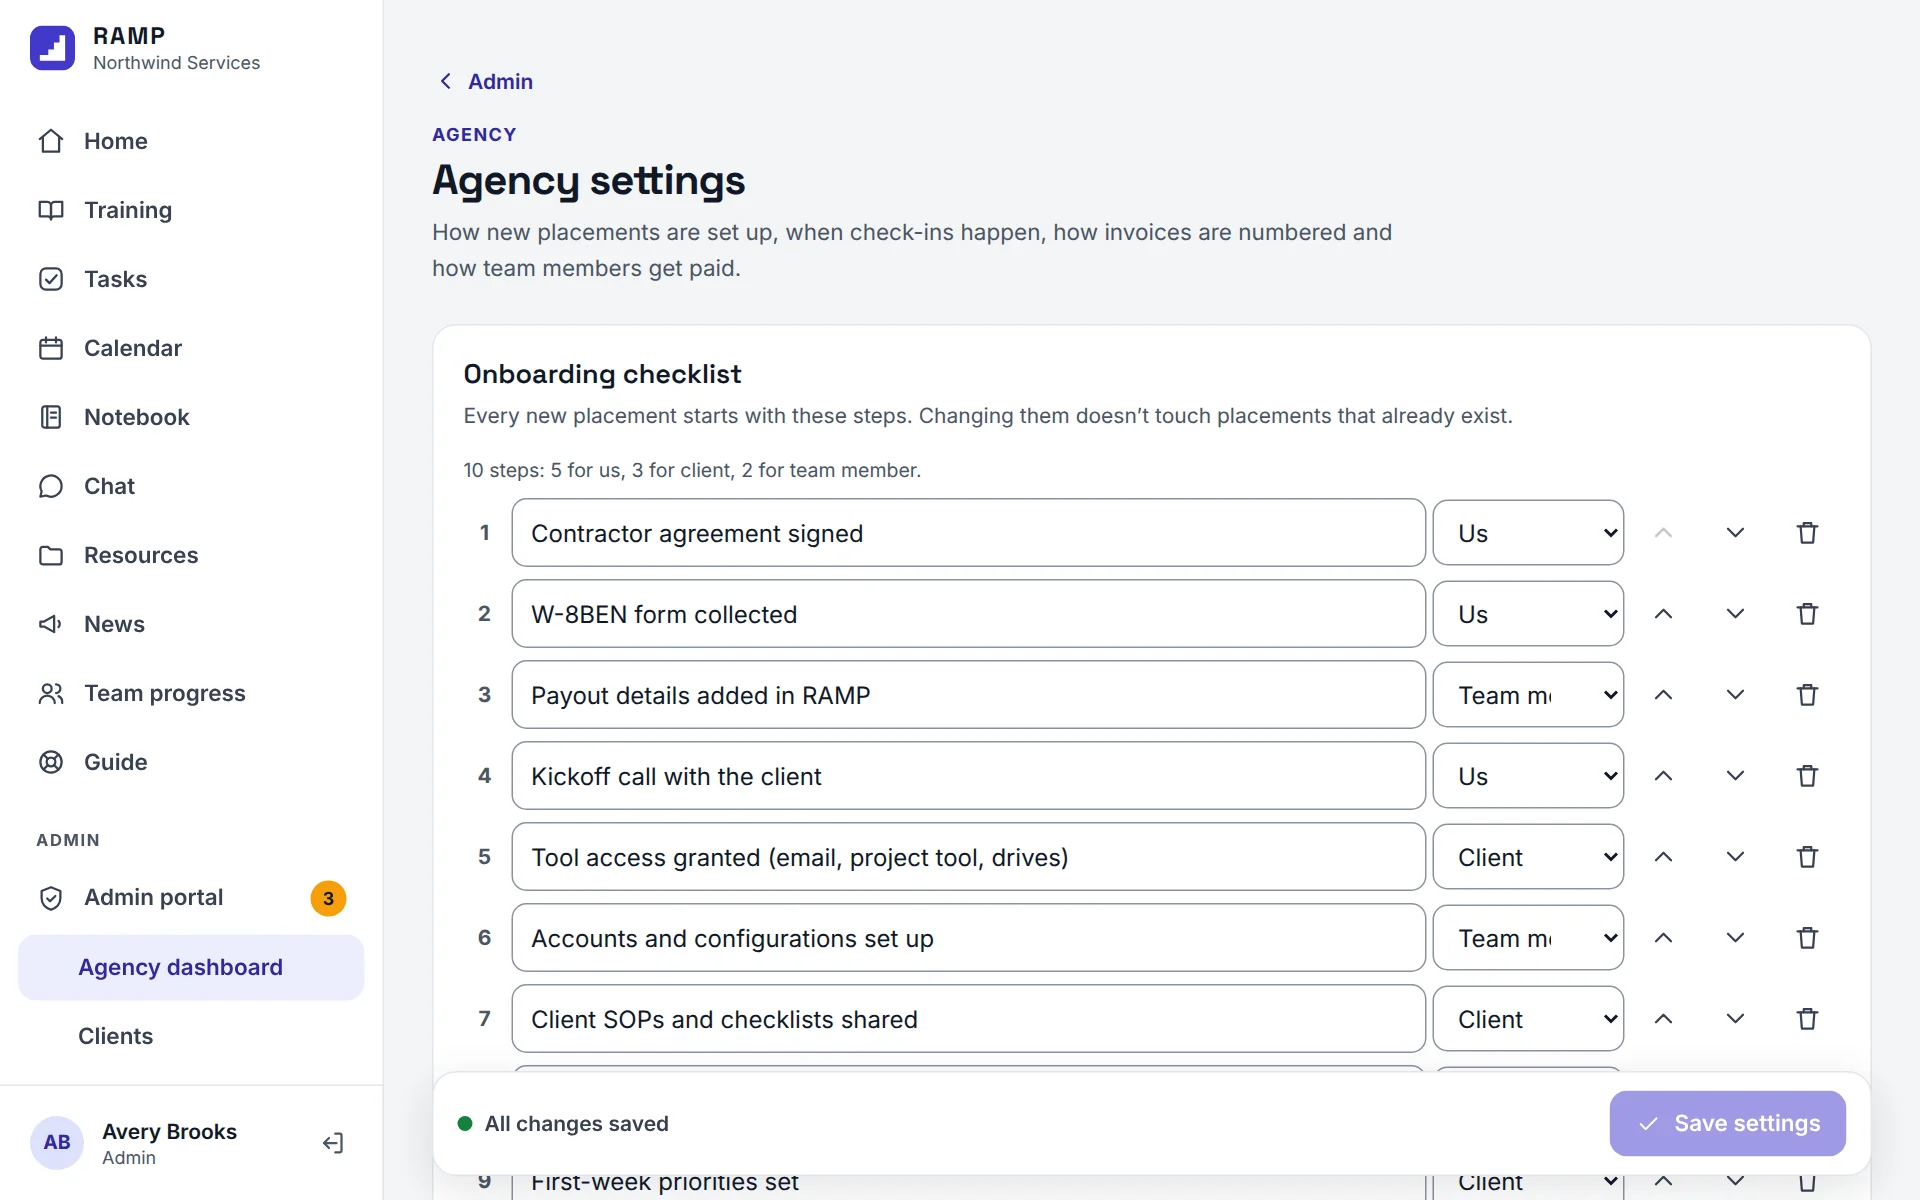 RAMP
Northwind Services
Home
Training
Tasks
Calendar
Notebook
Chat
Resources
News
Team progress
Guide
ADMIN
Admin portal 3
Agency dashboard
Clients
AB
Avery Brooks
Admin
Admin
AGENCY
Agency settings
How new placements are set up, when check-ins happen, how invoices are numbered and
how team members get paid.
Onboarding checklist
Every new placement starts with these steps. Changing them doesn’t touch placements that already exist.
10 steps: 5 for us, 3 for client, 2 for team member.
1 Contractor agreement signed Us
2 W-8BEN form collected Us
3 Payout details added in RAMP Team me
4 Kickoff call with the client Us
5 Tool access granted (email, project tool, drives) Client
6 Accounts and configurations set up Team me
7 Client SOPs and checklists shared Client
All changes saved
Save settings
9 First-week priorities set Client